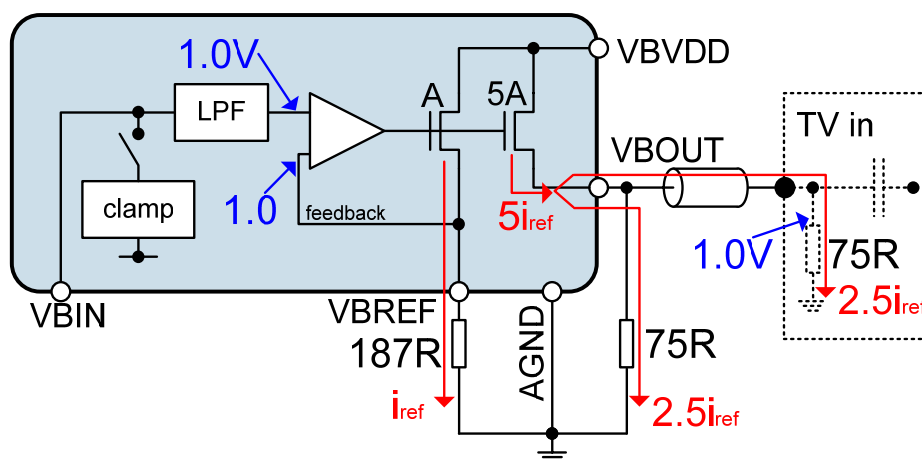 1.0V
VBVDD
LPF
A
5A
TV in
VBOUT
clamp
1.0
feedback
5iref
1.0V
75R
2.5iref
VBIN
VBREF
187R
AGND
75R
iref
2.5iref